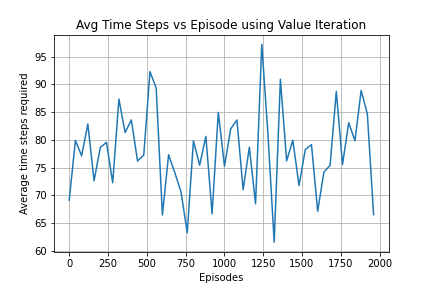 Avg Time Steps vs Episode using Value Iteration
Average time steps required
95
90
85
80
75
70
65
60
0 250 500 750 1000 1250 1500 1750 2000
Episodes